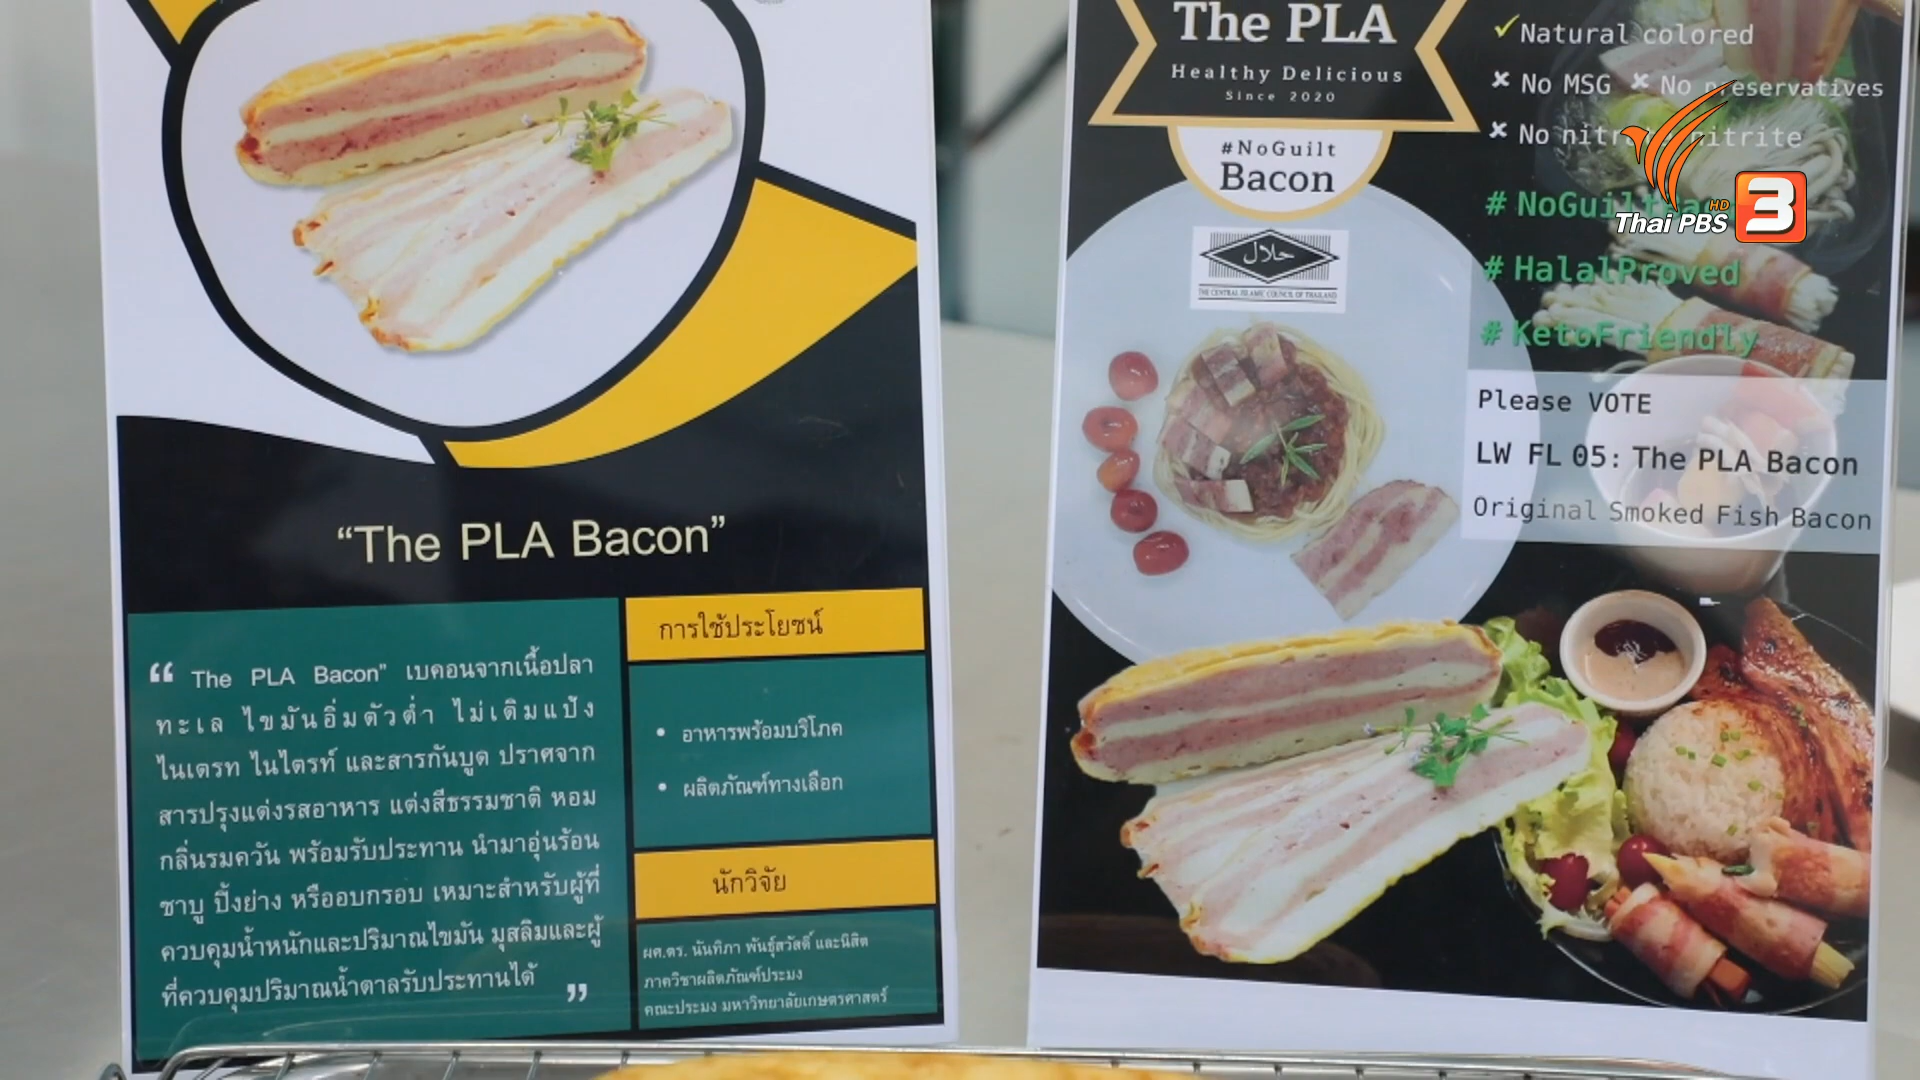 “The PLA Bacon”
“ The PLA Bacon” เบคอนจากเนื้อปลา
ทะเล ไขมันอิ่มตัวต่ำ ไม่เติมแป้ง
ไนเตรท ไนไตรท์ และสารกันบูด ปราศจาก
สารปรุงแต่งรสอาหาร แต่งสีธรรมชาติ หอม
กลิ่นรมควัน พร้อมรับประทาน นำมาอุ่นร้อน
ชาบู ปิ้งย่าง หรืออบกรอบ เหมาะสำหรับผู้ที่
ควบคุมน้ำหนักและปริมาณไขมัน มุสลิมและผู้
ที่ควบคุมปริมาณน้ำตาลรับประทานได้ ”
การใช้ประโยชน์
• อาหารพร้อมบริโภค
• ผลิตภัณฑ์ทางเลือก
นักวิจัย
ผศ.ดร. นันทิภา พันธุ์สวัสดิ์ และนิสิต
ภาควิชาผลิตภัณฑ์ประมง
คณะประมง มหาวิทยาลัยเกษตรศาสตร์
The PLA
Healthy Delicious
Since 2020
#NoGuilt
Bacon
حلال
THE CENTRAL ISLAMIC COUNCIL OF THAILAND
✓ Natural colored
× No MSG × No preservatives
× No nitrate nitrite
# NoGuilt
# HalalProved
# KetoFriendly
Please VOTE
LW FL 05: The PLA Bacon
Original Smoked Fish Bacon
Thai PBS HD 3